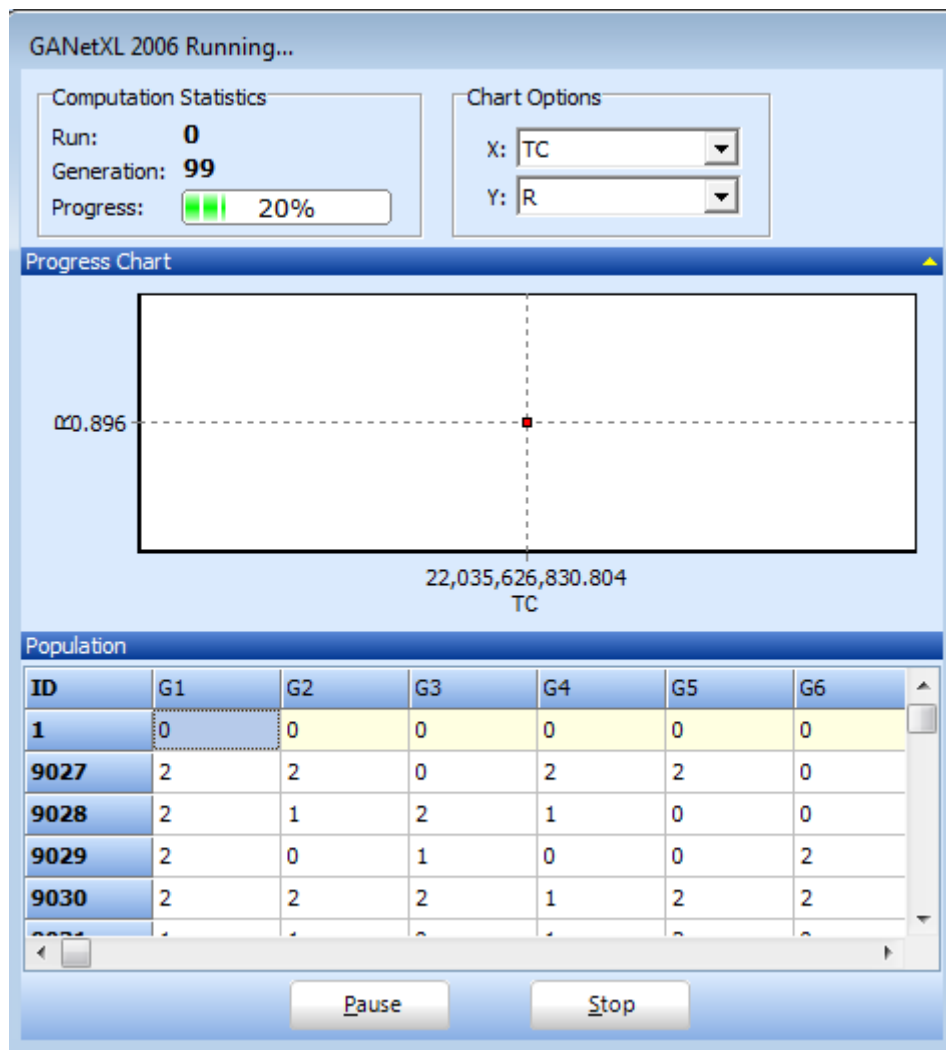 GANetXL 2006 Running...
Computation Statistics
Run: 0
Generation: 99
Progress: 20%
Chart Options
X: TC
Y: R
Progress Chart
R
0.896
22,035,626,830.804
TC
Population
ID G1 G2 G3 G4 G5 G6
1 0 0 0 0 0 0
9027 2 2 0 2 2 0
9028 2 1 2 1 0 0
9029 2 0 1 0 0 2
9030 2 2 2 1 2 2
Pause Stop